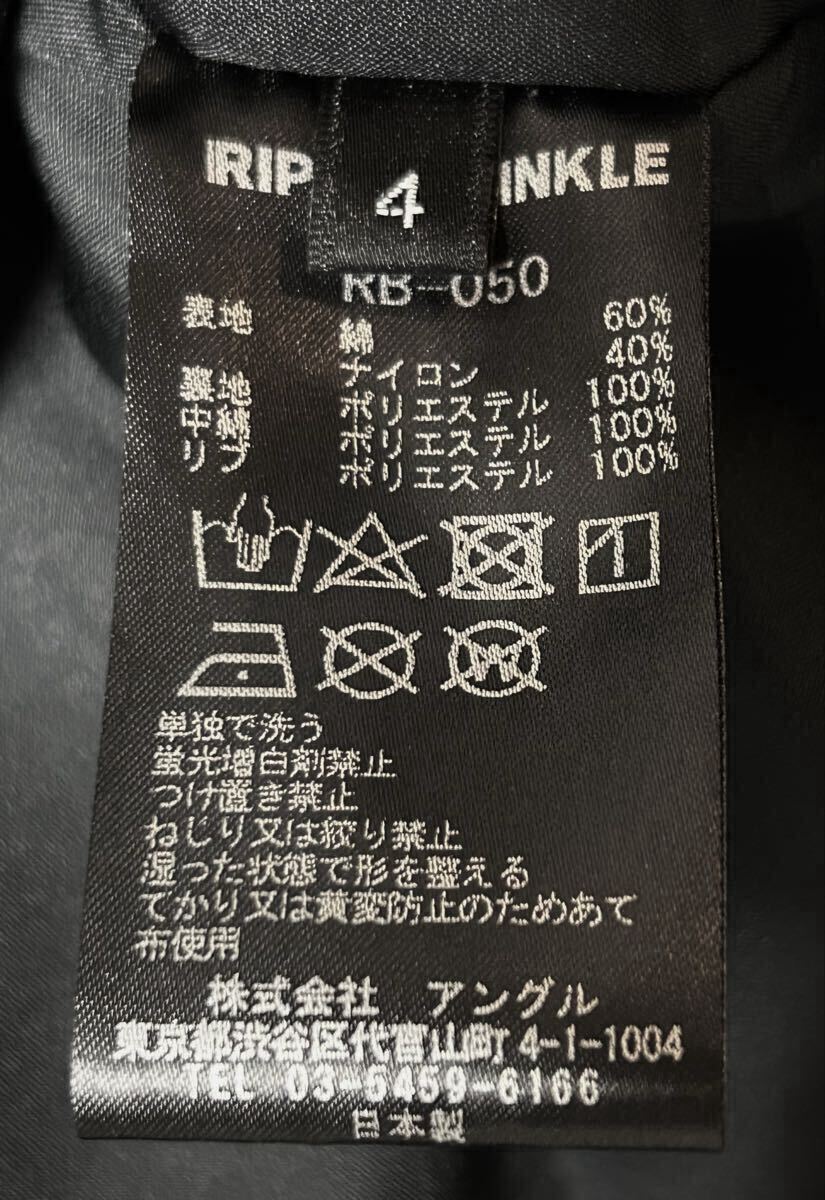 RIP
4
INKLE
RB-050
表地 綿 60%
ナイロン 40%
裏地 ポリエステル 100%
中綿 ポリエステル 100%
リブ ポリエステル 100%
単独で洗う
蛍光増白剤禁止
つけ置き禁止
ねじり又は絞り禁止
湿った状態で形を整える
てかり又は黄変防止のためあて
布使用
株式会社 アングル
東京都渋谷区代官山町4-1-1004
TEL 03-5459-6166
日本製